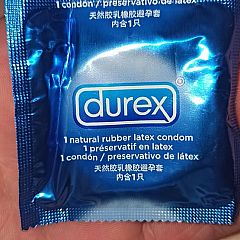 1 condón / preservativo de látex
天然胶乳橡胶避孕套
内含1只
durex
1 natural rubber latex condom
1 préservatif en latex
1 condón / preservativo de látex
天然胶乳橡胶避孕套
内含1只